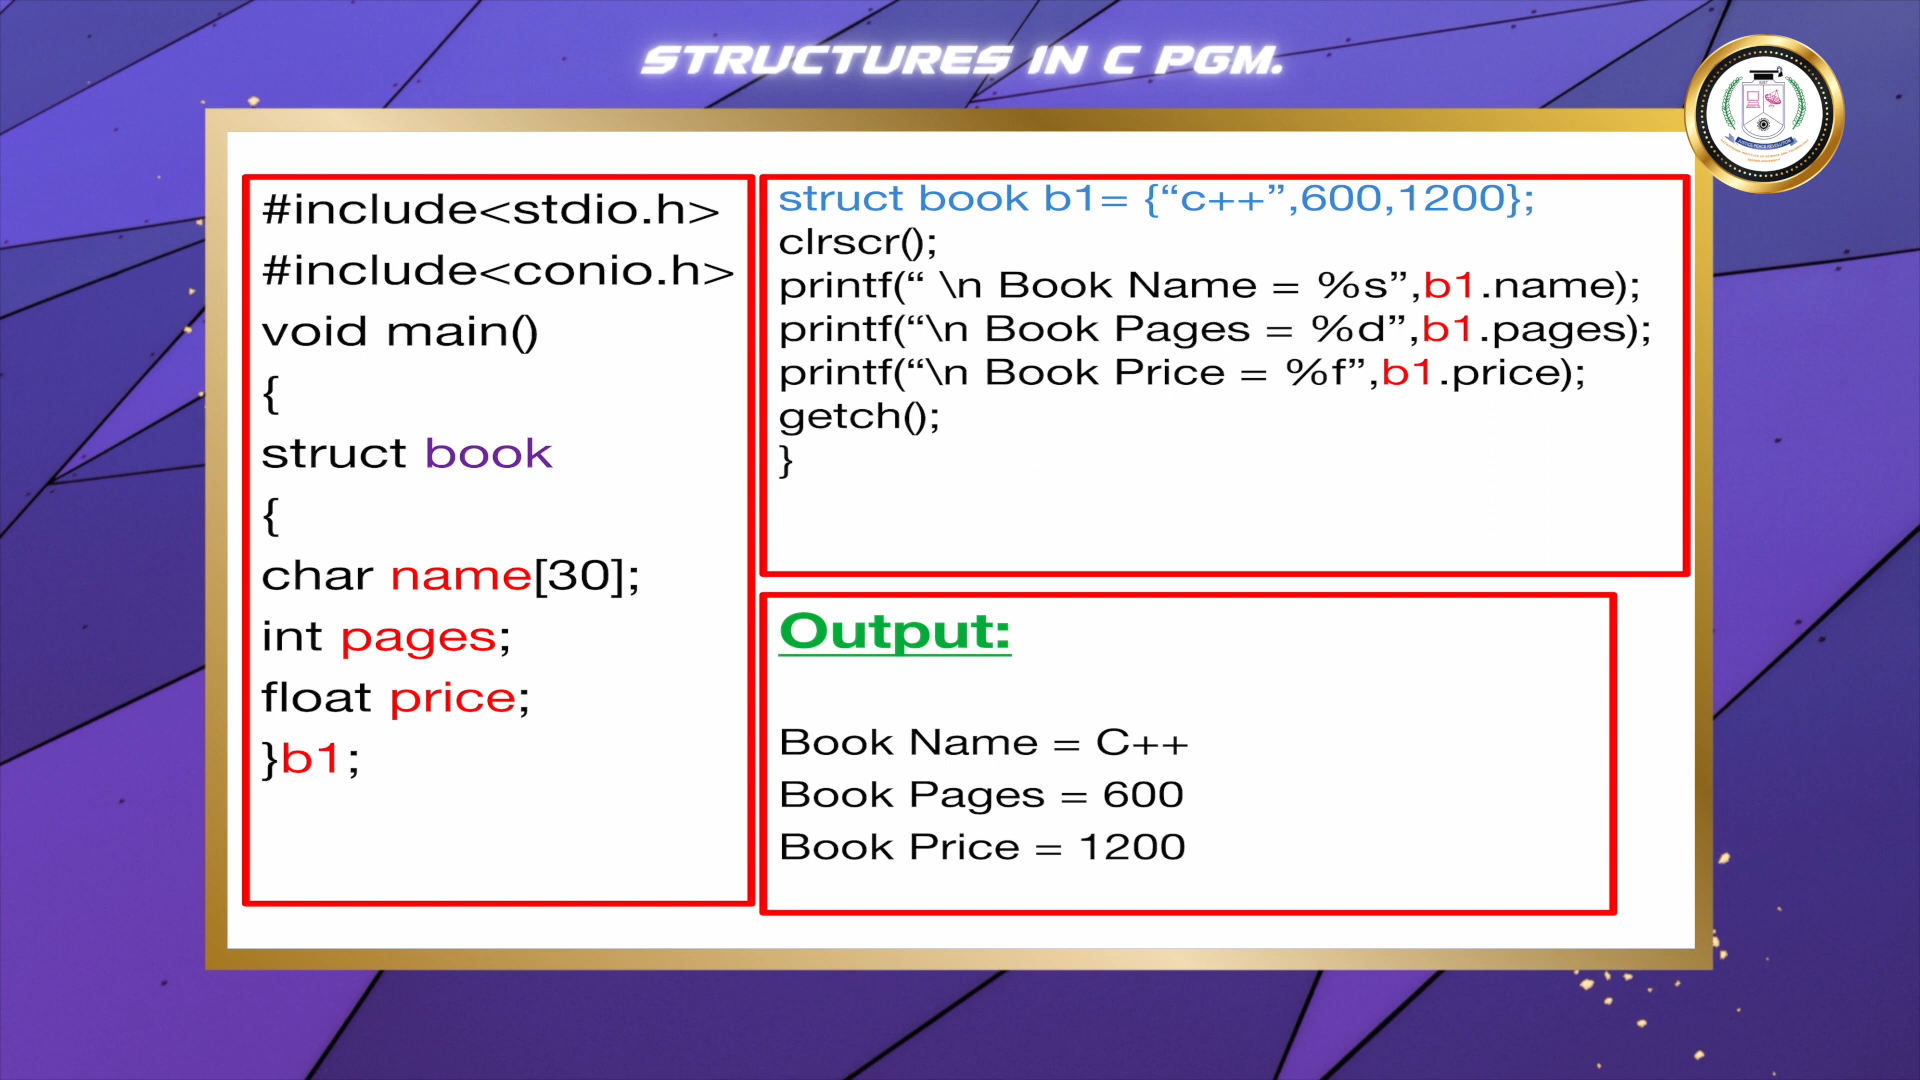 STRUCTURES IN C PGM.
#include<stdio.h>
#include<conio.h>
void main()
{
struct book
{
char name[30];
int pages;
float price;
}b1;
struct book b1= {“c++”,600,1200};
clrscr();
printf(“ \n Book Name = %s”,b1.name);
printf(“\n Book Pages = %d”,b1.pages);
printf(“\n Book Price = %f”,b1.price);
getch();
}
Output:
Book Name = C++
Book Pages = 600
Book Price = 1200